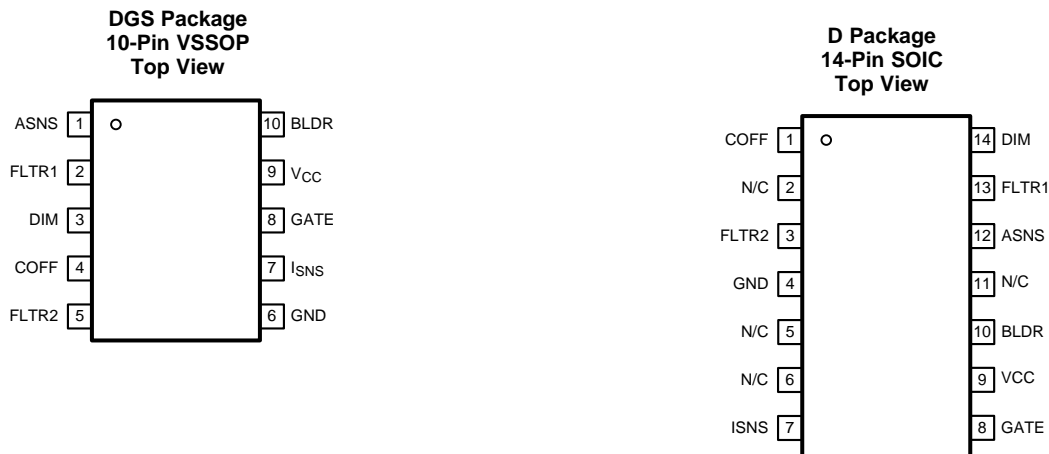 DGS Package
10-Pin VSSOP
Top View
ASNS 1 10 BLDR
FLTR1 2 9 VCC
DIM 3 8 GATE
COFF 4 7 ISNS
FLTR2 5 6 GND
D Package
14-Pin SOIC
Top View
COFF 1 14 DIM
N/C 2 13 FLTR1
FLTR2 3 12 ASNS
GND 4 11 N/C
N/C 5 10 BLDR
N/C 6 9 VCC
ISNS 7 8 GATE